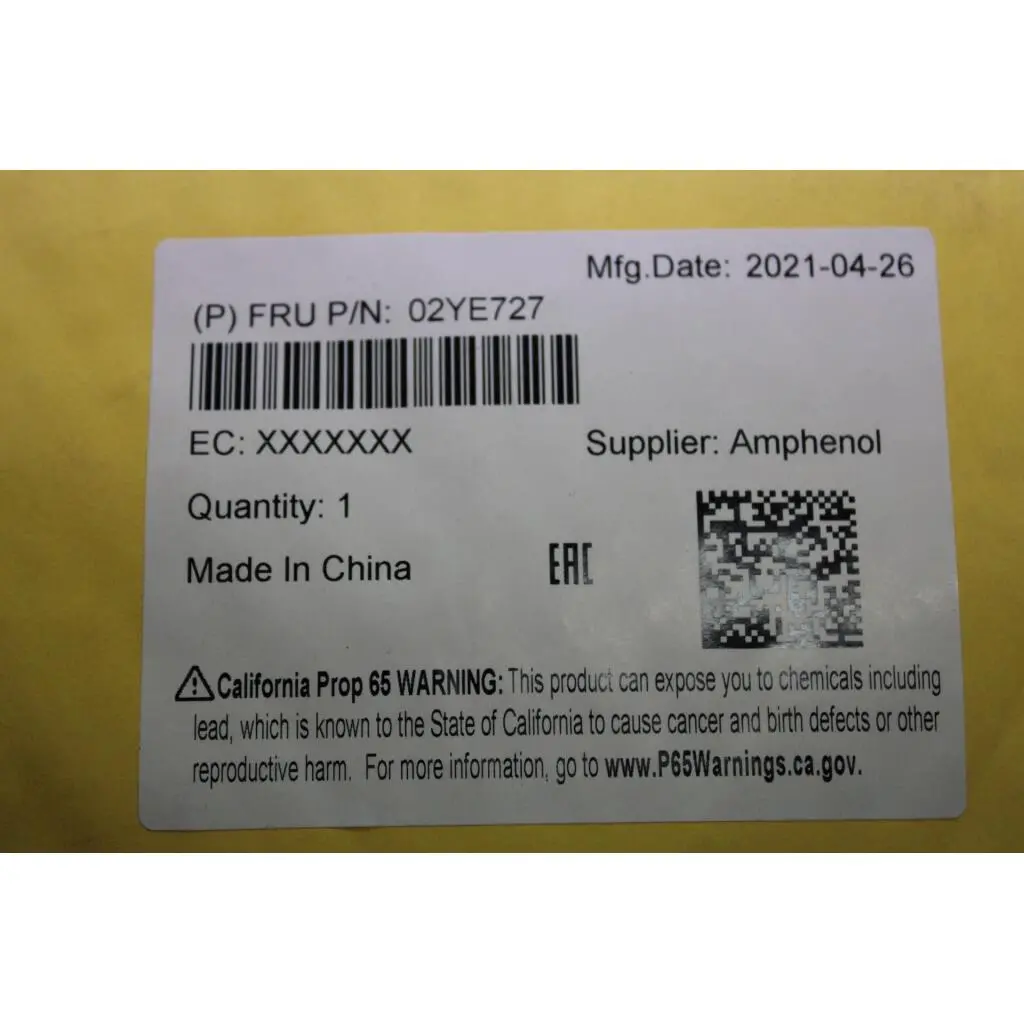 Mfg.Date: 2021-04-26
(P) FRU P/N: 02YE727
EC: XXXXXXX
Supplier: Amphenol
Quantity: 1
Made In China
EAC
California Prop 65 WARNING: This product can expose you to chemicals including
lead, which is known to the State of California to cause cancer and birth defects or other
reproductive harm. For more information, go to www.P65Warnings.ca.gov.